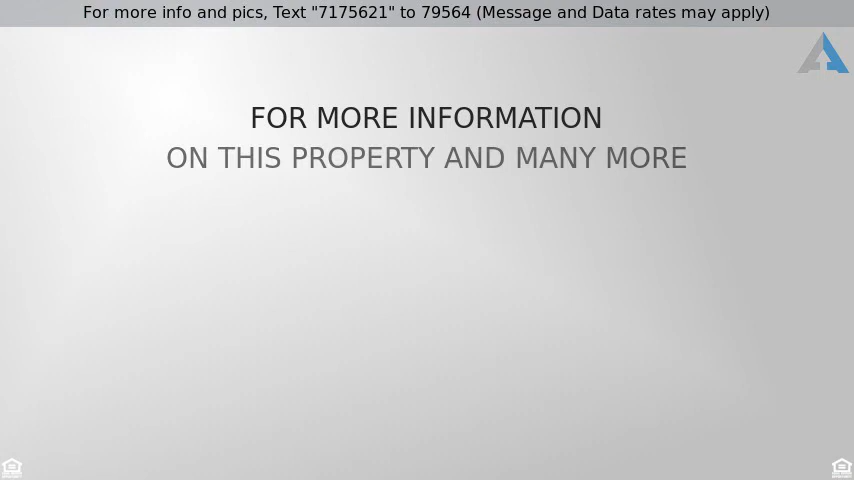 For more info and pics, Text "7175621" to 79564 (Message and Data rates may apply)
FOR MORE INFORMATION
ON THIS PROPERTY AND MANY MORE